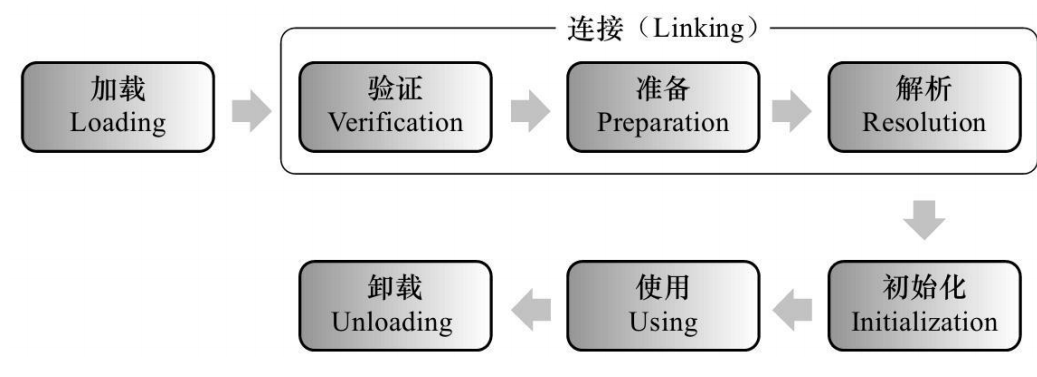 连接（Linking）
加载
Loading
验证
Verification
准备
Preparation
解析
Resolution
初始化
Initialization
使用
Using
卸载
Unloading